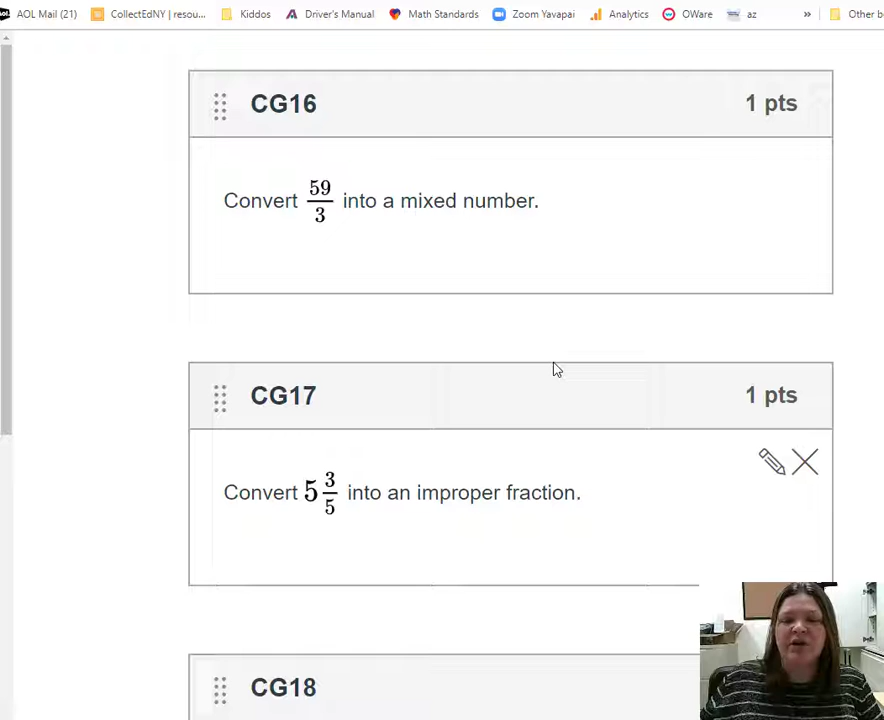 AOL Mail (21) CollectEdNY | resou... Kiddos Driver's Manual Math Standards Zoom Yavapai Analytics OWare az » Other b
CG16 1 pts
Convert 59/3 into a mixed number.
CG17 1 pts
Convert 5 3/5 into an improper fraction.
CG18